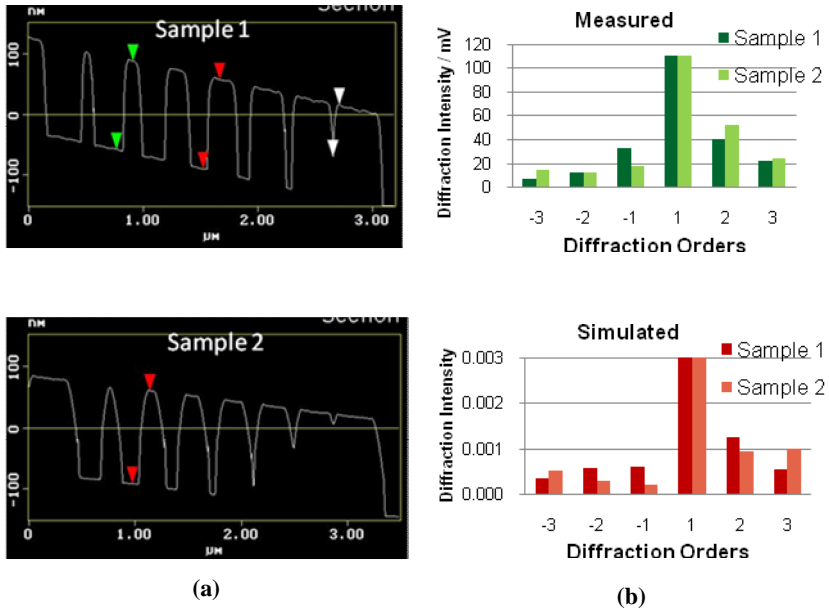 Section
nm
Sample 1
100
0
-100
0
1.00
2.00
3.00
μm
Measured
Diffraction Intensity / mV
120
100
80
60
40
20
0
Sample 1
Sample 2
-3 -2 -1 1 2 3
Diffraction Orders
Section
nm
Sample 2
100
0
-100
0
1.00
2.00
3.00
μm
Simulated
Diffraction Intensity
0.003
0.002
0.001
0.000
Sample 1
Sample 2
-3 -2 -1 1 2 3
Diffraction Orders
(a)
(b)